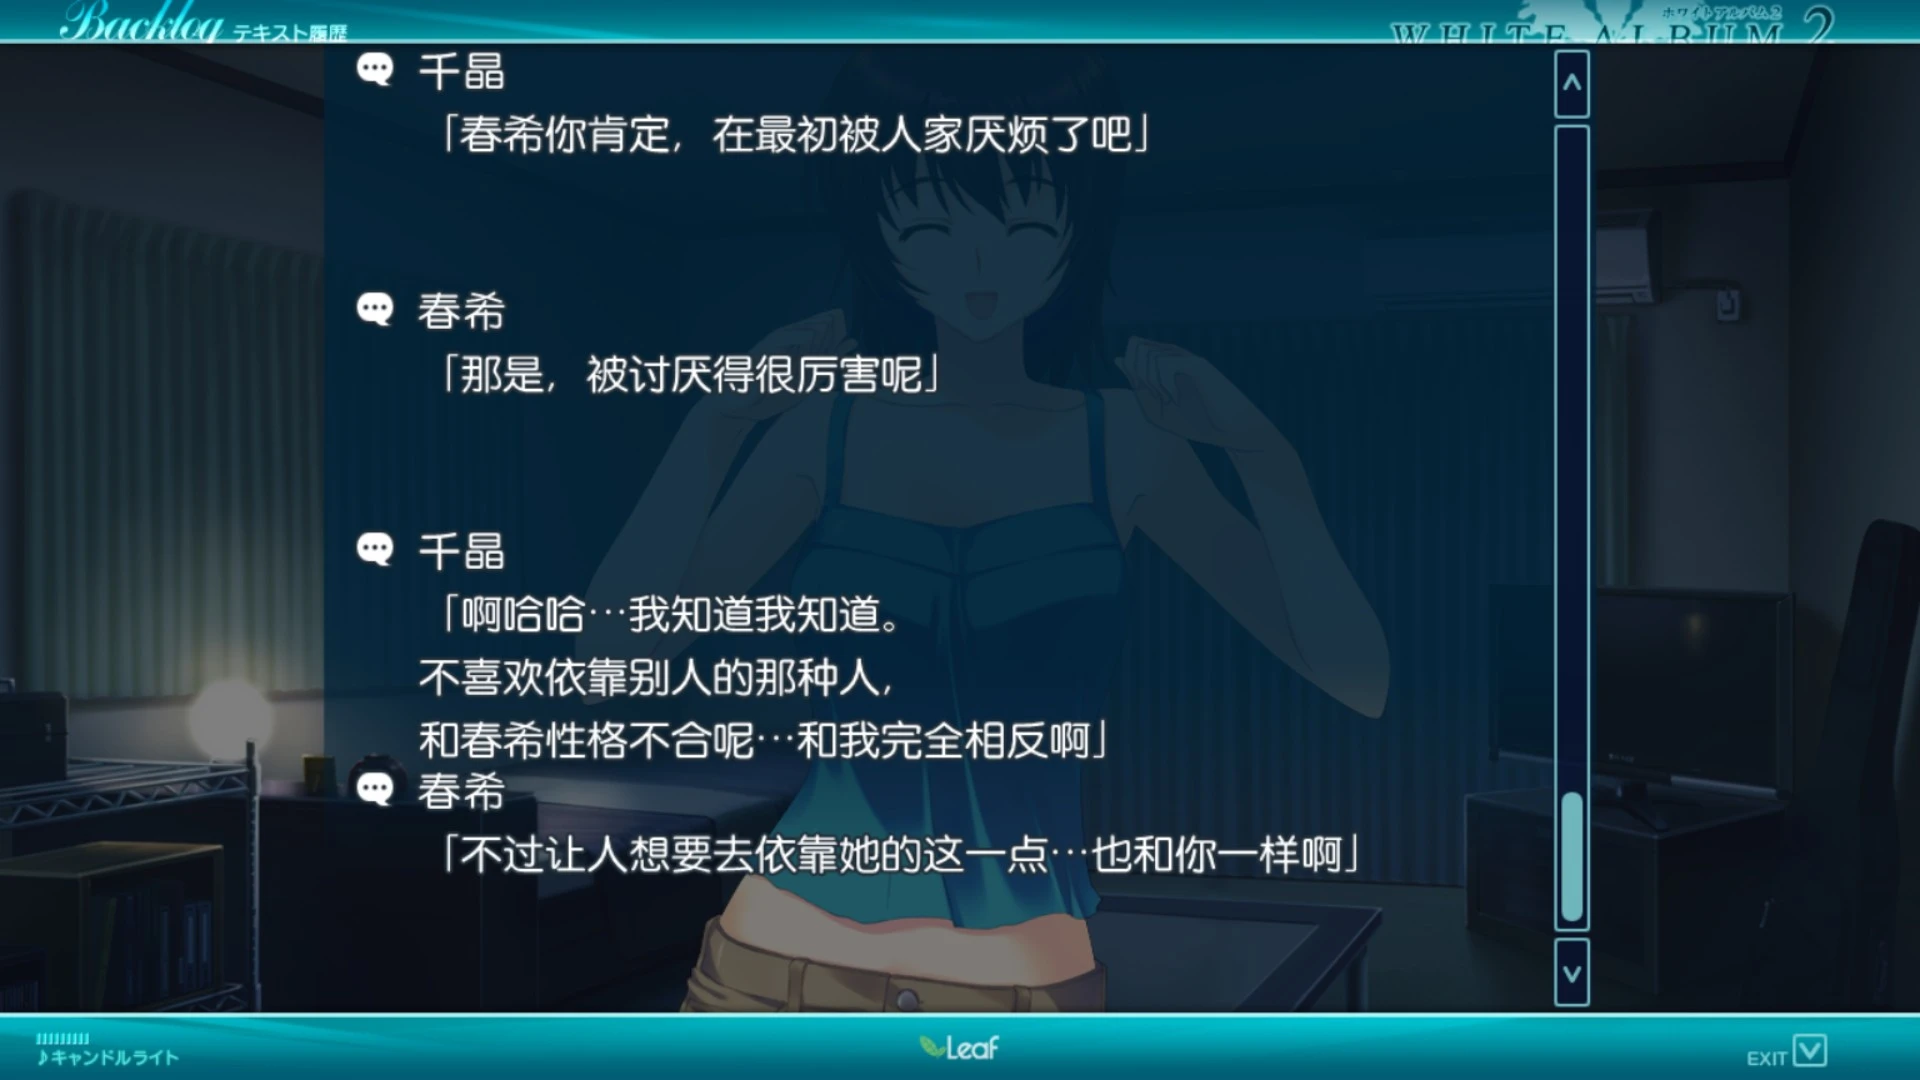 Backlog テキスト履歴
ホワイトアルバム2
WHITE ALBUM 2
千晶
「春希你肯定，在最初被人家厌烦了吧」
春希
「那是，被讨厌得很厉害呢」
千晶
「啊哈哈…我知道我知道。
不喜欢依靠别人的那种人，
和春希性格不合呢…和我完全相反啊」
春希
「不过让人想要去依靠她的这一点…也和你一样啊」
♪キャンドルライト
Leaf
EXIT